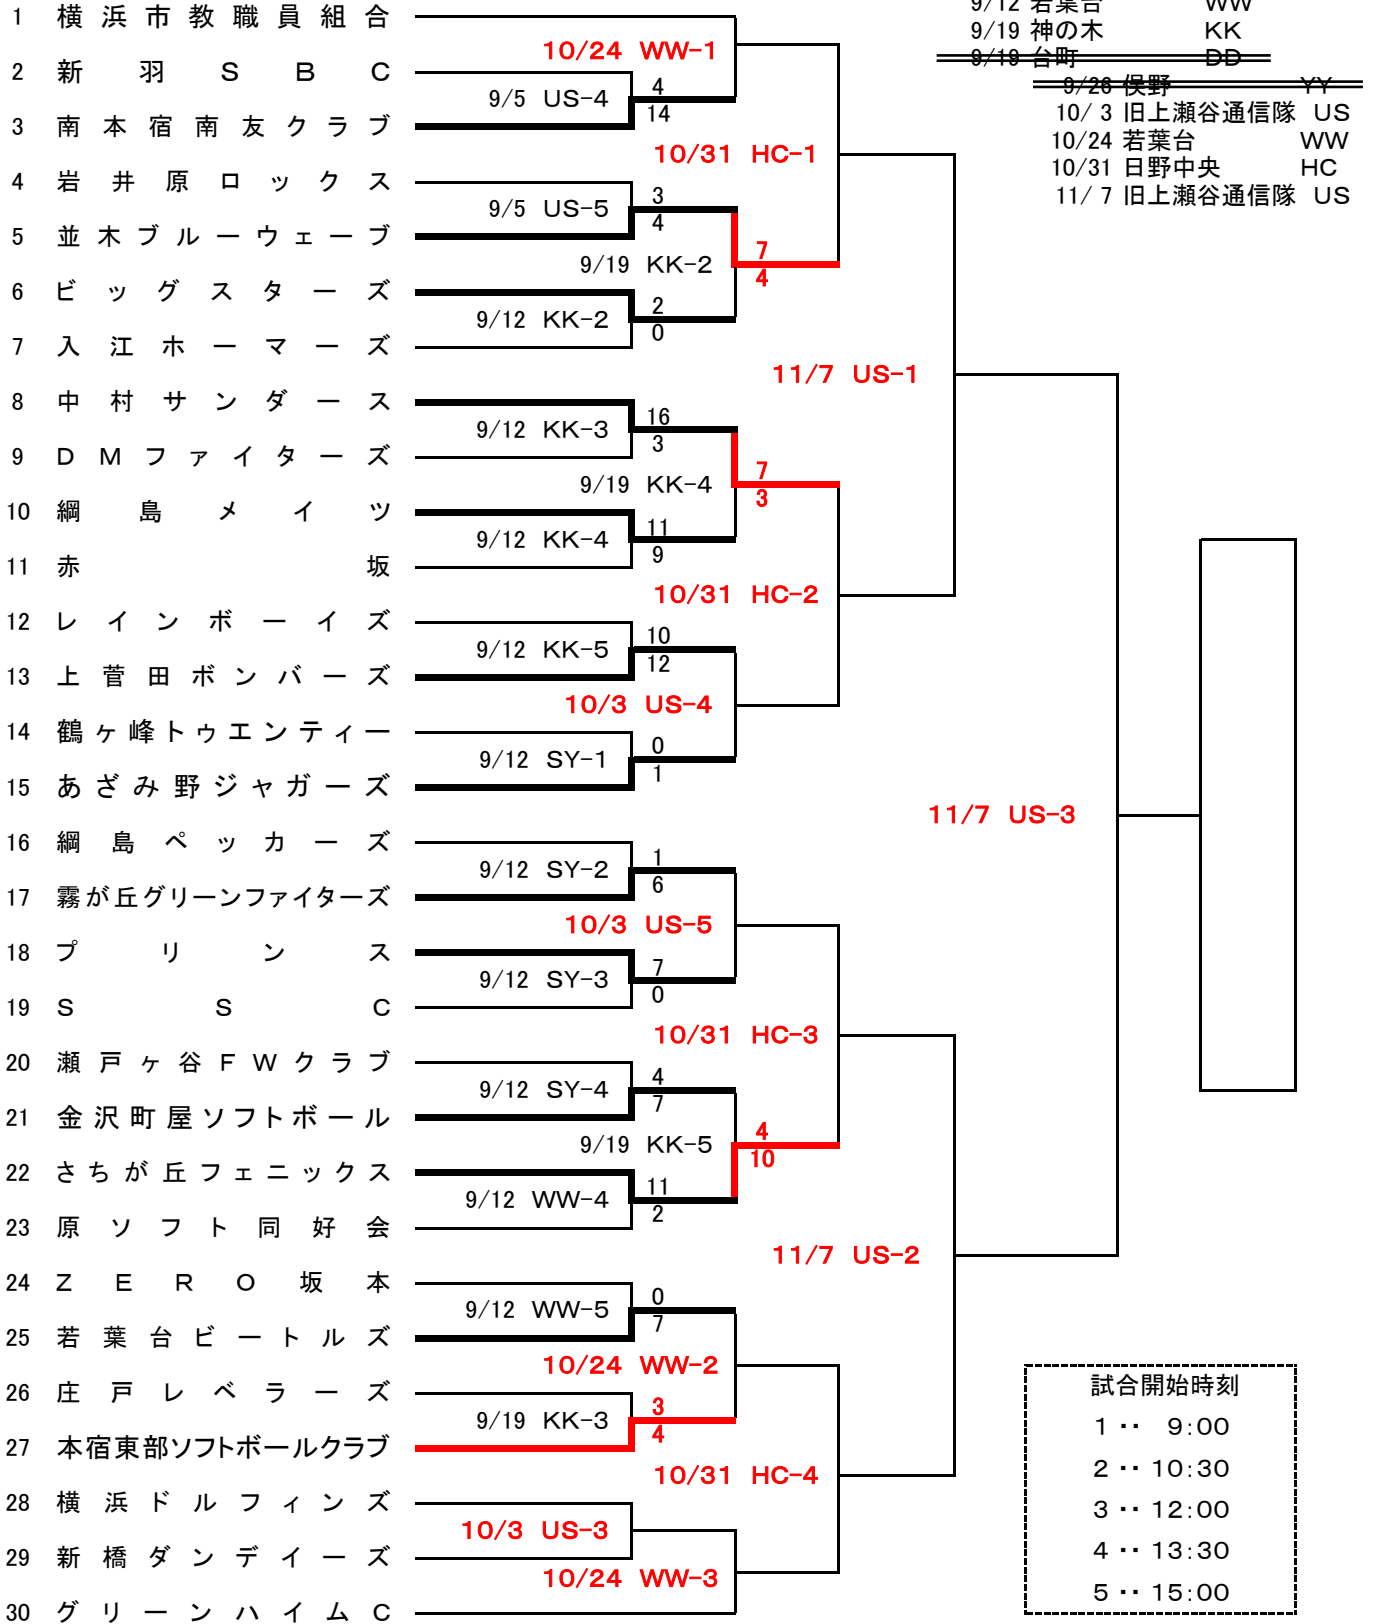 9/12 若葉台 WW
9/19 神の木 KK
9/19 台町 DD
9/26 俣野 YY
10/ 3 旧上瀬谷通信隊 US
10/24 若葉台 WW
10/31 日野中央 HC
11/ 7 旧上瀬谷通信隊 US
1 横浜市教職員組合
10/24 WW-1
2 新羽SBC
9/5 US-4 4
14
3 南本宿南友クラブ
10/31 HC-1
4 岩井原ロックス
9/5 US-5 3
4
5 並木ブルーウェーブ
9/19 KK-2 7
4
6 ビッグスターズ
9/12 KK-2 2
0
7 入江ホーマーズ
11/7 US-1
8 中村サンダース
9/12 KK-3 16
3
9 DMファイターズ
9/19 KK-4 7
3
10 綱島メイツ
9/12 KK-4 11
9
11 赤坂
10/31 HC-2
12 レインボーイズ
9/12 KK-5 10
12
13 上菅田ボンバーズ
10/3 US-4
14 鶴ヶ峰トゥエンティー
9/12 SY-1 0
1
15 あざみ野ジャガーズ
11/7 US-3
16 綱島ペッカーズ
9/12 SY-2 1
6
17 霧が丘グリーンファイターズ
10/3 US-5
18 プリンス
9/12 SY-3 7
0
19 SSC
10/31 HC-3
20 瀬戸ヶ谷FWクラブ
9/12 SY-4 4
7
21 金沢町屋ソフトボール
9/19 KK-5 4
10
22 さちが丘フェニックス
9/12 WW-4 11
2
23 原ソフト同好会
11/7 US-2
24 ZERO坂本
9/12 WW-5 0
7
25 若葉台ビートルズ
10/24 WW-2
26 庄戸レベラーズ
9/19 KK-3 3
4
27 本宿東部ソフトボールクラブ
10/31 HC-4
28 横浜ドルフィンズ
10/3 US-3
29 新橋ダンデイーズ
10/24 WW-3
30 グリーンハイムC
試合開始時刻
1 ‥ 9:00
2 ‥ 10:30
3 ‥ 12:00
4 ‥ 13:30
5 ‥ 15:00